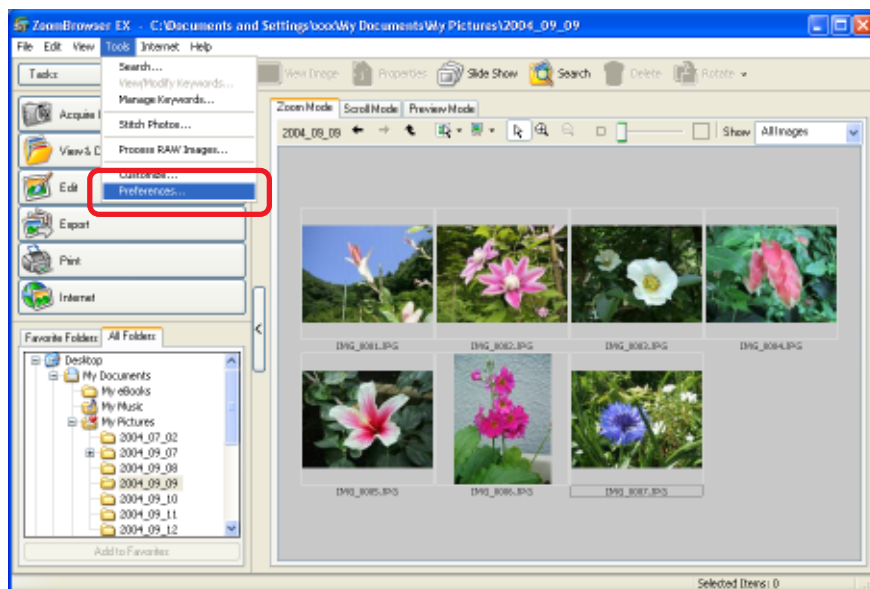 ZoomBrowser EX - C:\Documents and Settings\xxx\My Documents\My Pictures\2004_09_09
File Edit View Tools Internet Help
Tasks
Search...
View/Modify Keywords...
Manage Keywords...
Stitch Photos...
Process RAW Images...
Customize...
Preferences...
View Image Properties Slide Show Search Delete Rotate
Acquire
View &
Edit
Export
Print
Internet
Zoom Mode Scroll Mode Preview Mode
2004_09_09 Show All Images
IMG_0001.JPG IMG_0002.JPG IMG_0003.JPG IMG_0004.JPG
IMG_0005.JPG IMG_0006.JPG IMG_0007.JPG
Favorite Folders All Folders
Desktop
My Documents
My eBooks
My Music
My Pictures
2004_07_02
2004_09_07
2004_09_08
2004_09_09
2004_09_10
2004_09_11
2004_09_12
Add to Favorites
Selected Items: 0